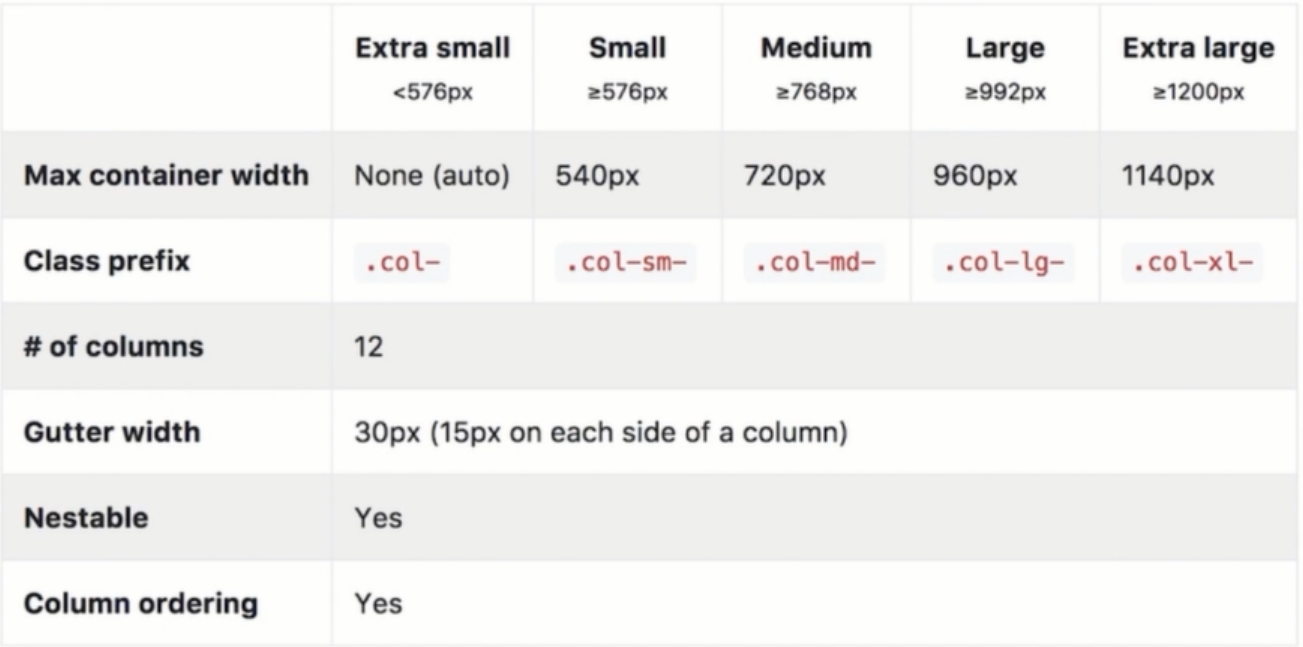 Extra small Small Medium Large Extra large
<576px ≥576px ≥768px ≥992px ≥1200px
Max container width None (auto) 540px 720px 960px 1140px
Class prefix .col- .col-sm- .col-md- .col-lg- .col-xl-
# of columns 12
Gutter width 30px (15px on each side of a column)
Nestable Yes
Column ordering Yes